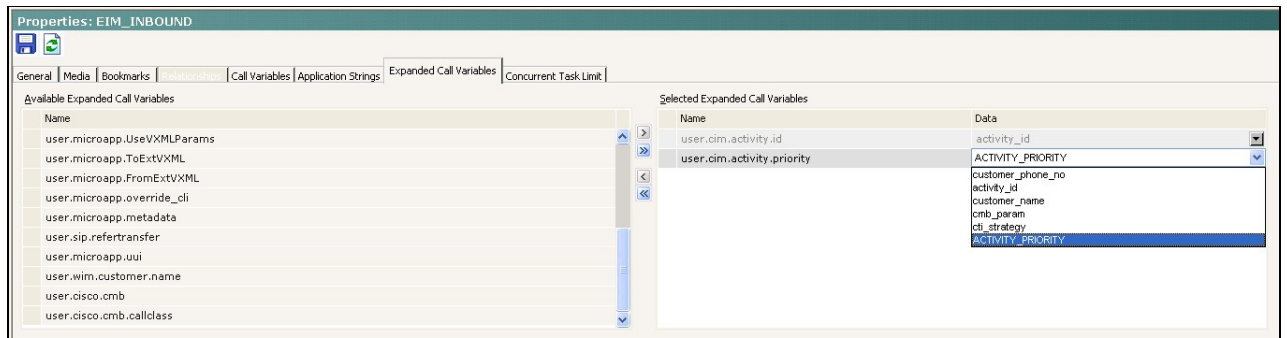 Properties: EIM_INBOUND
General Media Bookmarks Relationships Call Variables Application Strings Expanded Call Variables Concurrent Task Limit
Available Expanded Call Variables
Name
user.microapp.UseVXMLParams
user.microapp.ToExtVXML
user.microapp.FromExtVXML
user.microapp.override_cli
user.microapp.metadata
user.sip.refertransfer
user.microapp.uui
user.wim.customer.name
user.cisco.cmb
user.cisco.cmb.callclass
> 
>>
<
<<
Selected Expanded Call Variables
Name Data
user.cim.activity.id activity_id
user.cim.activity.priority ACTIVITY_PRIORITY
customer_phone_no
activity_id
customer_name
cmb_param
cti_strategy
ACTIVITY_PRIORITY